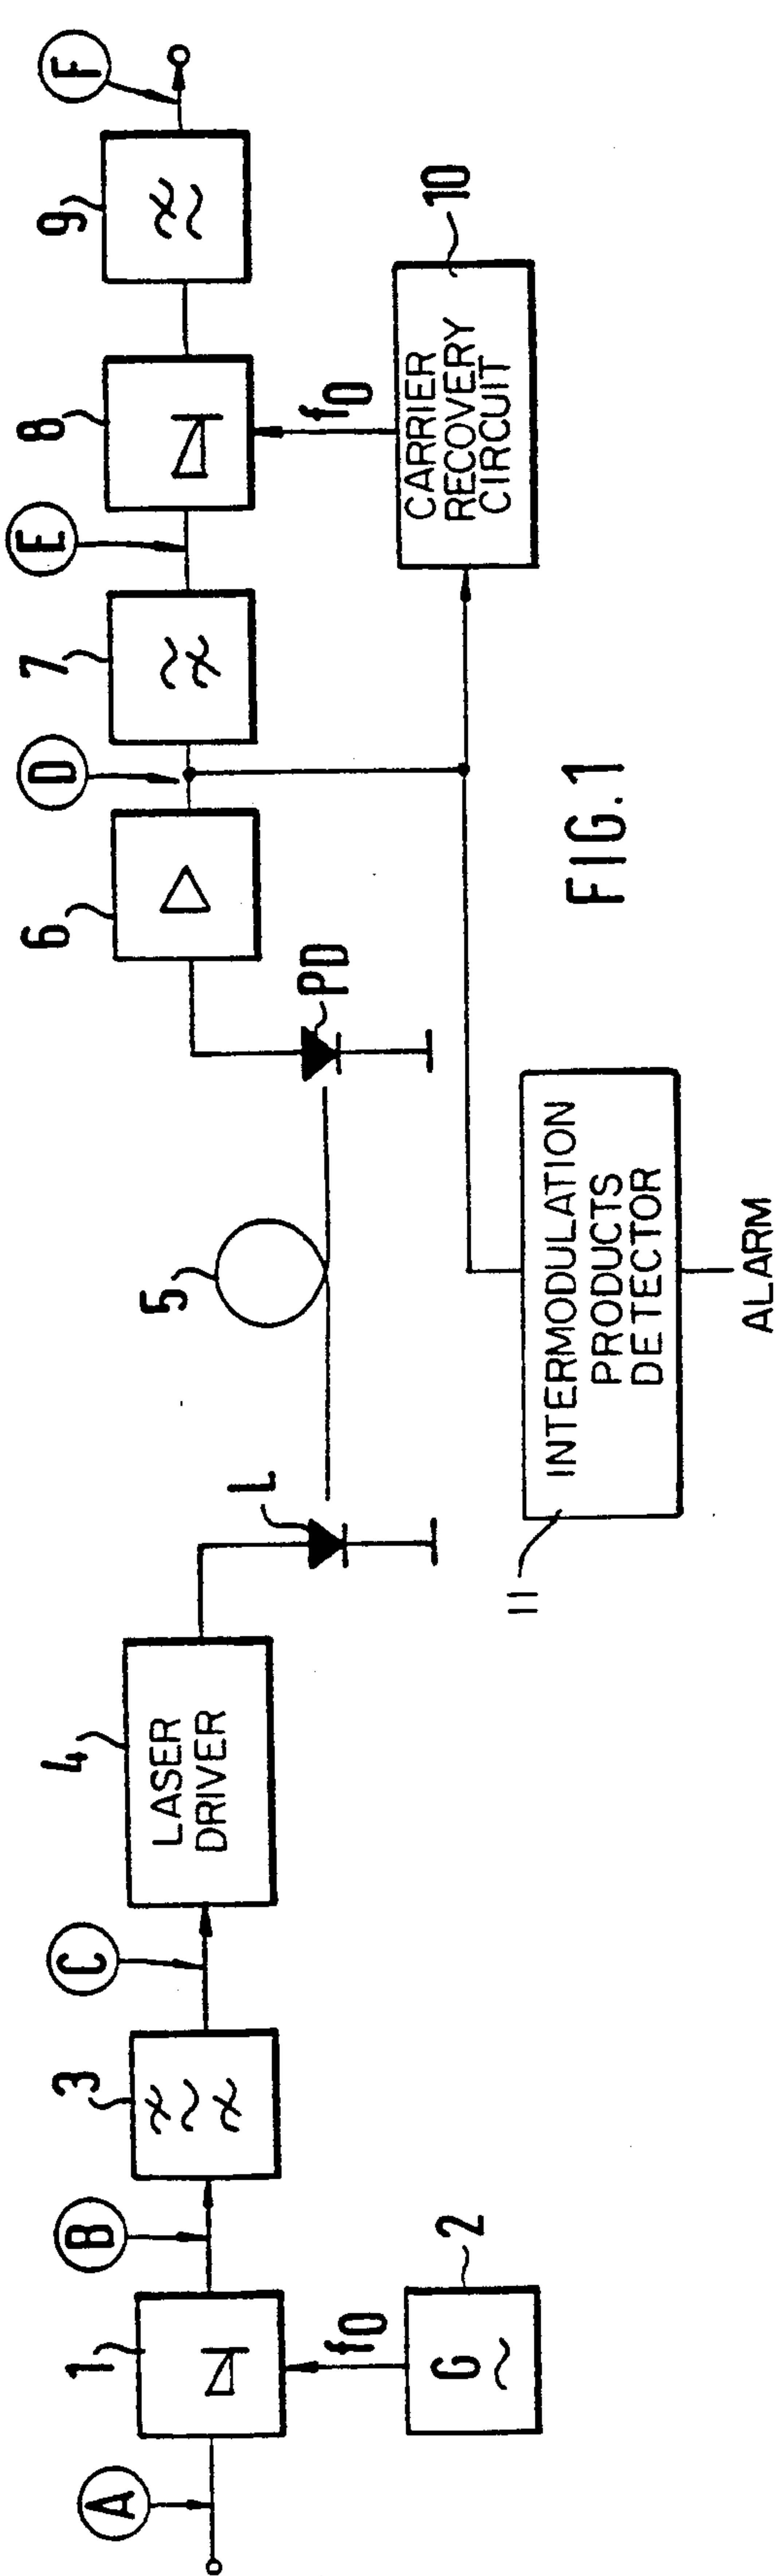 A
1
B
3
C
4
LASER
DRIVER
L
5
PD
6
D
7
E
8
9
F
f0
G
2
f0
CARRIER
RECOVERY
CIRCUIT
10
11
INTERMODULATION
PRODUCTS
DETECTOR
ALARM
FIG.1